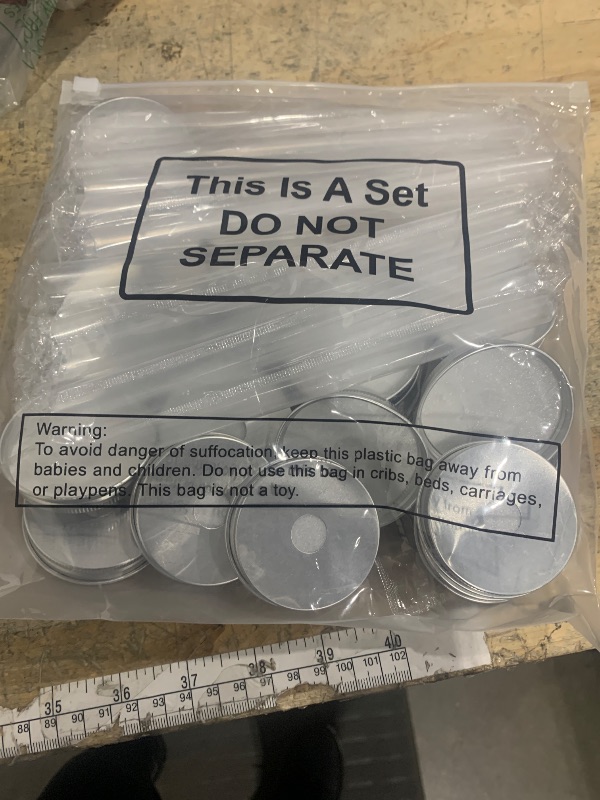 This Is A Set
DO NOT
SEPARATE
Warning:
To avoid danger of suffocation, keep this plastic bag away from
babies and children. Do not use this bag in cribs, beds, carriages,
or playpens. This bag is not a toy.
from
35 36 37 38 39 40
88 89 90 91 92 93 94 95 96 97 98 99 100 101 102